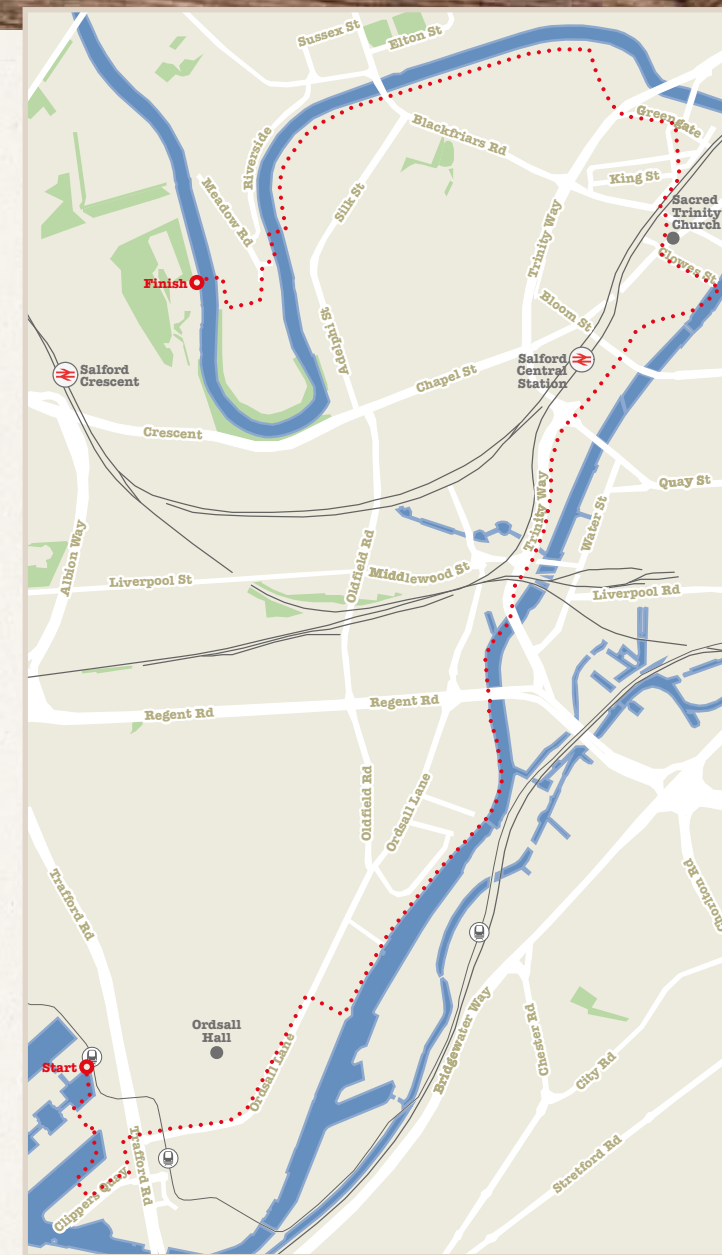 Sussex St
Elton St
Greengate
Blackfriars Rd
Riverside
King St
Silk St
Meadow Rd
Sacred
Trinity
Church
Trinity Way
Clowes St
Finish
Bloom St
Adelphi St
Salford
Crescent
Salford
Central
Station
Chapel St
Crescent
Quay St
Trinity Way
Water St
Albion Way
Oldfield Rd
Liverpool St
Middlewood St
Liverpool Rd
Regent Rd
Regent Rd
Oldfield Rd
Ordsall Lane
Trafford Rd
Chorlton Rd
Ordsall
Hall
Bridgewater Way
Chester Rd
Start
Ordsall Lane
City Rd
Trafford Rd
Clippers Quay
Stretford Rd